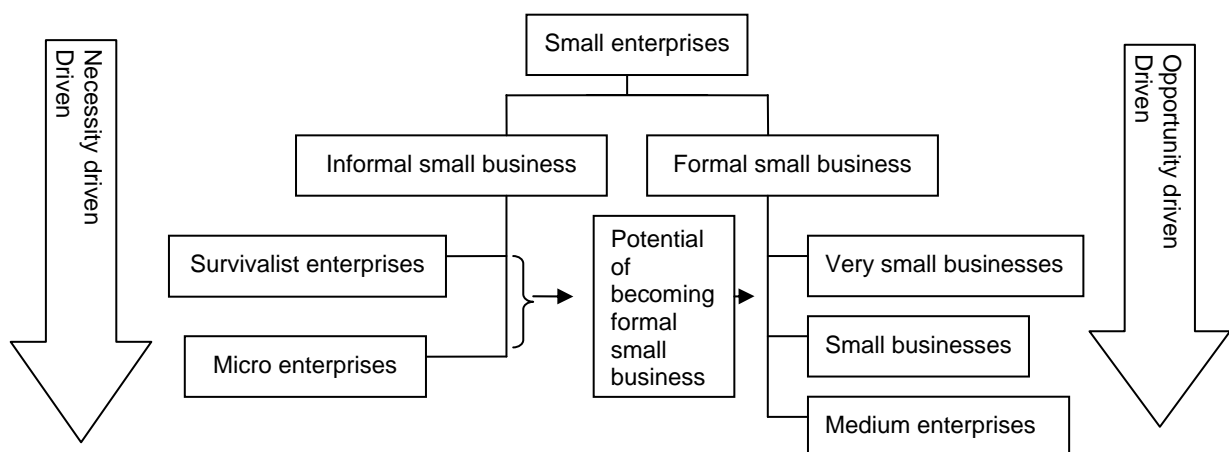 Small enterprises
Necessity driven
Driven
Opportunity driven
Driven
Informal small business
Formal small business
Survivalist enterprises
Micro enterprises
Potential
of
becoming
formal
small
business
Very small businesses
Small businesses
Medium enterprises